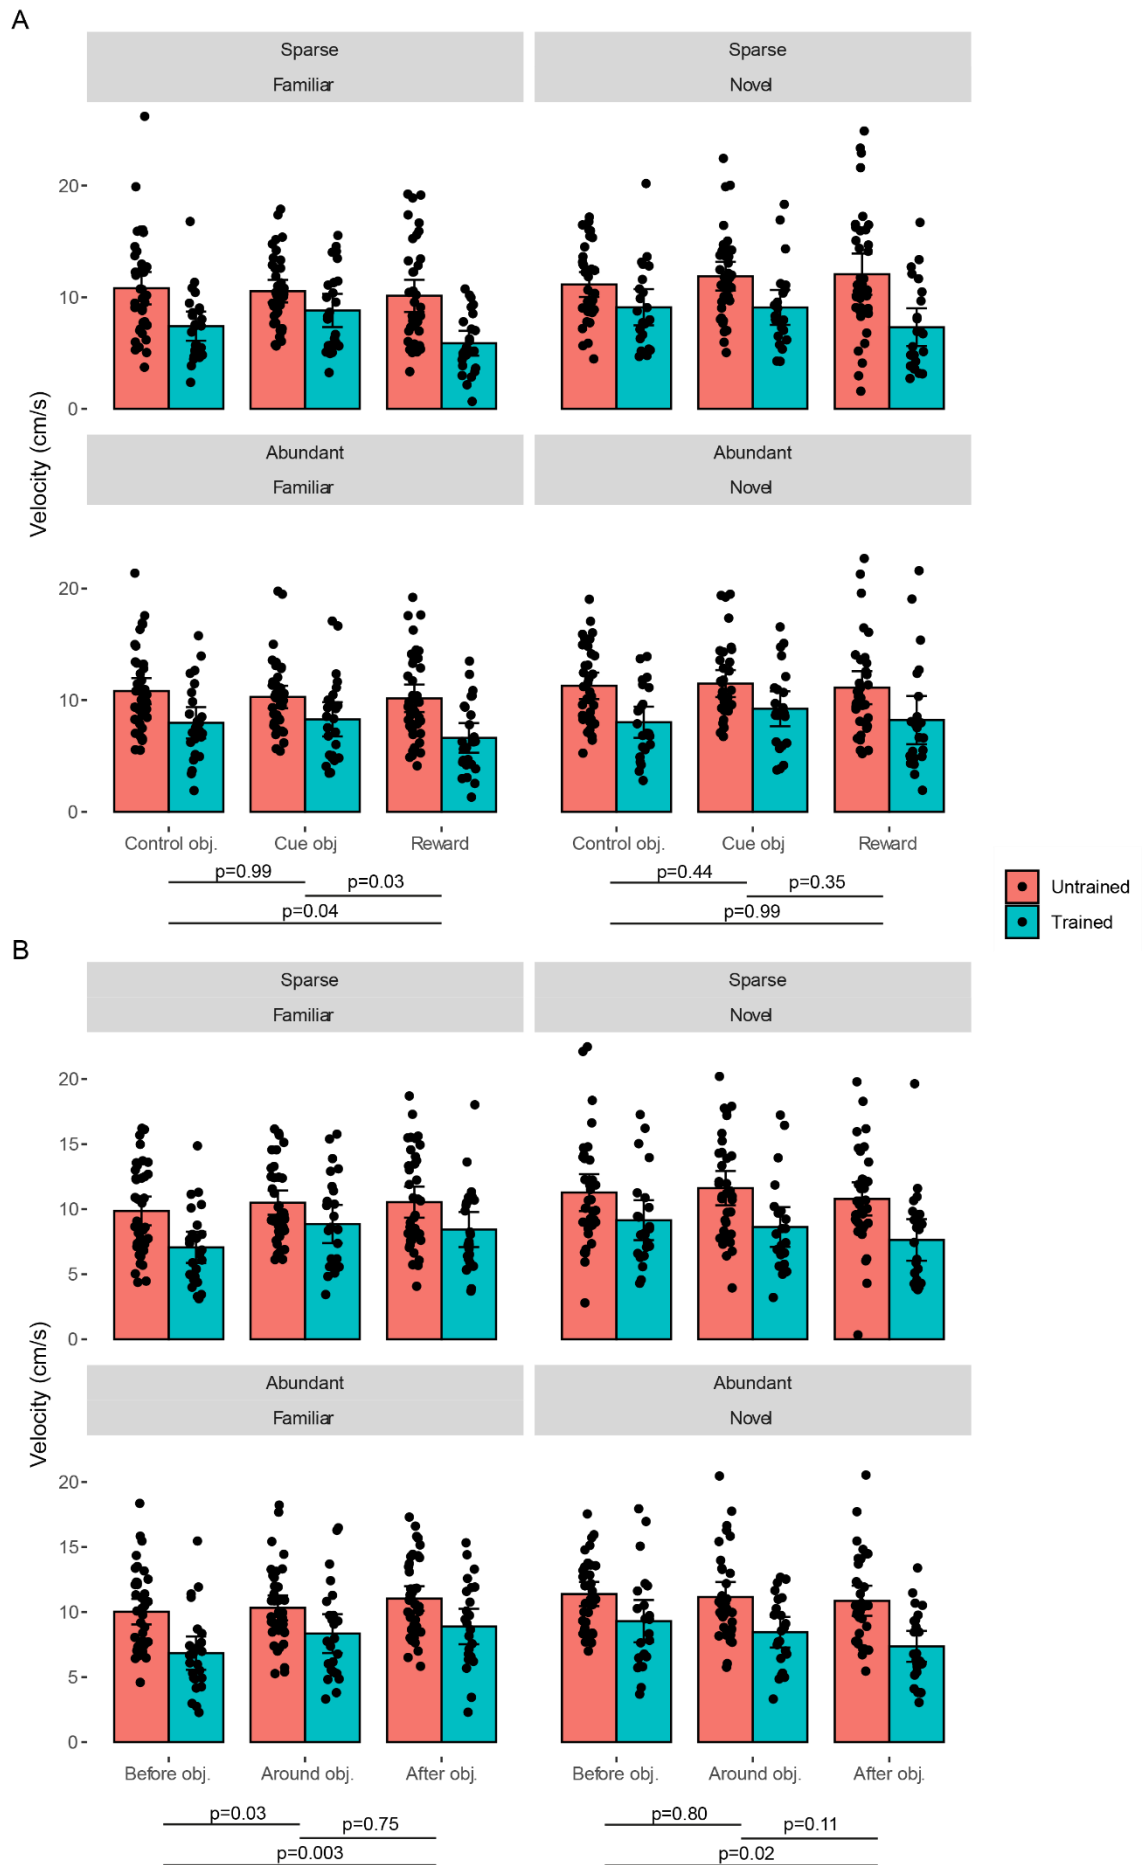 A
Sparse
Familiar
Sparse
Novel
20
10
0
Velocity (cm/s)
Abundant
Familiar
Abundant
Novel
20
10
0
Control obj.
Cue obj
Reward
Control obj.
Cue obj
Reward
p=0.99
p=0.03
p=0.04
p=0.44
p=0.35
p=0.99
Untrained
Trained
B
Sparse
Familiar
Sparse
Novel
20
15
10
5
0
Velocity (cm/s)
Abundant
Familiar
Abundant
Novel
20
15
10
5
0
Before obj.
Around obj.
After obj.
Before obj.
Around obj.
After obj.
p=0.03
p=0.75
p=0.003
p=0.80
p=0.11
p=0.02